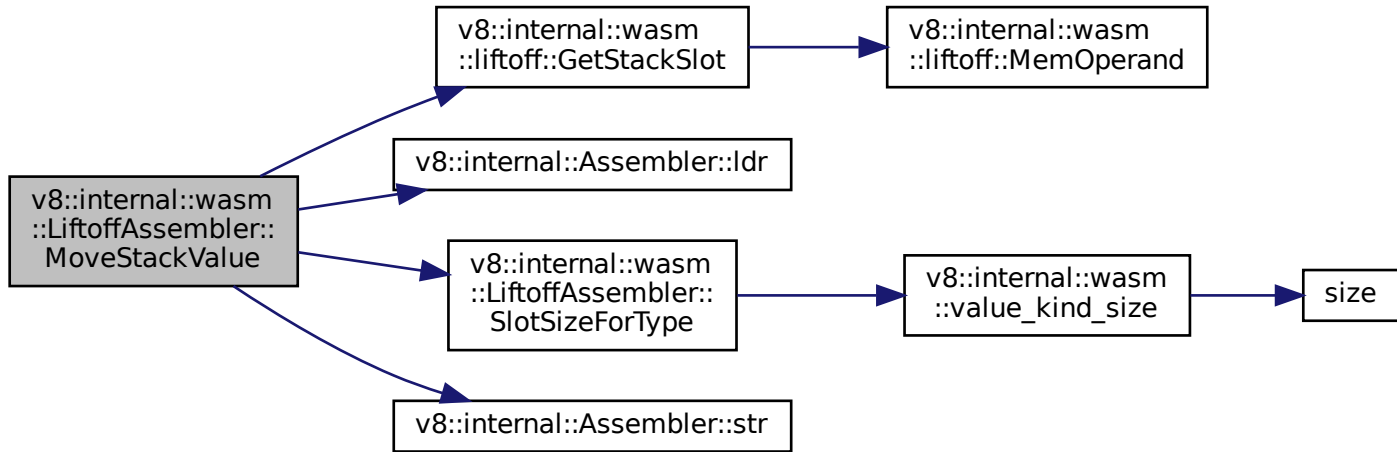 v8::internal::wasm
::LiftoffAssembler::
MoveStackValue
v8::internal::wasm
::liftoff::GetStackSlot
v8::internal::wasm
::liftoff::MemOperand
v8::internal::Assembler::ldr
v8::internal::wasm
::LiftoffAssembler::
SlotSizeForType
v8::internal::wasm
::value_kind_size
size
v8::internal::Assembler::str